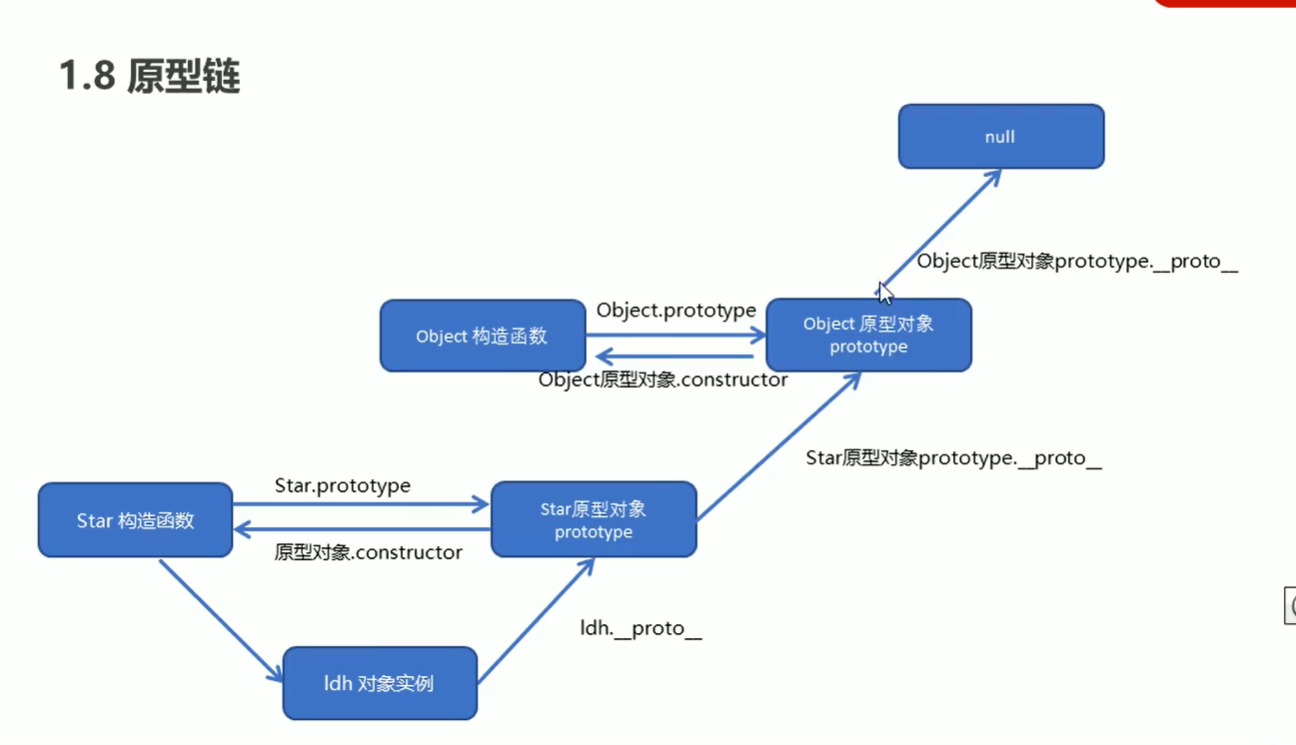 1.8 原型链
null
Object原型对象prototype.__proto__
Object.prototype
Object 构造函数
Object 原型对象
prototype
Object原型对象.constructor
Star原型对象prototype.__proto__
Star.prototype
Star 构造函数
Star原型对象
prototype
原型对象.constructor
ldh.__proto__
ldh 对象实例